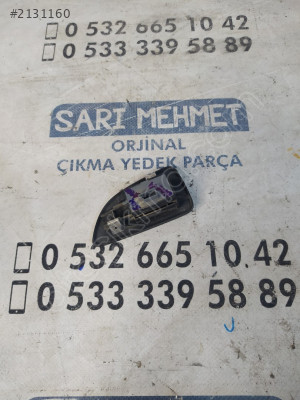 #2131160
0 532 665 10 42
0 533 339 58 89
SARI MEHMET
ORJİNAL
ÇIKMA YEDEK PARÇA
0 532 665 10 42
0 533 339 58 89